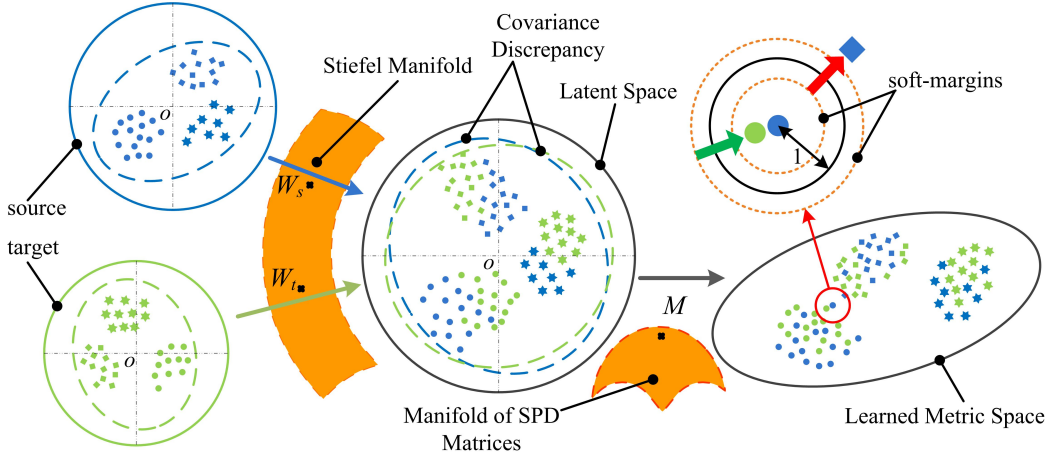 Covariance
Discrepancy
Stiefel Manifold
Latent Space
soft-margins
o
1
W_s
source
target
W_t
o
o
M
Manifold of SPD
Matrices
Learned Metric Space